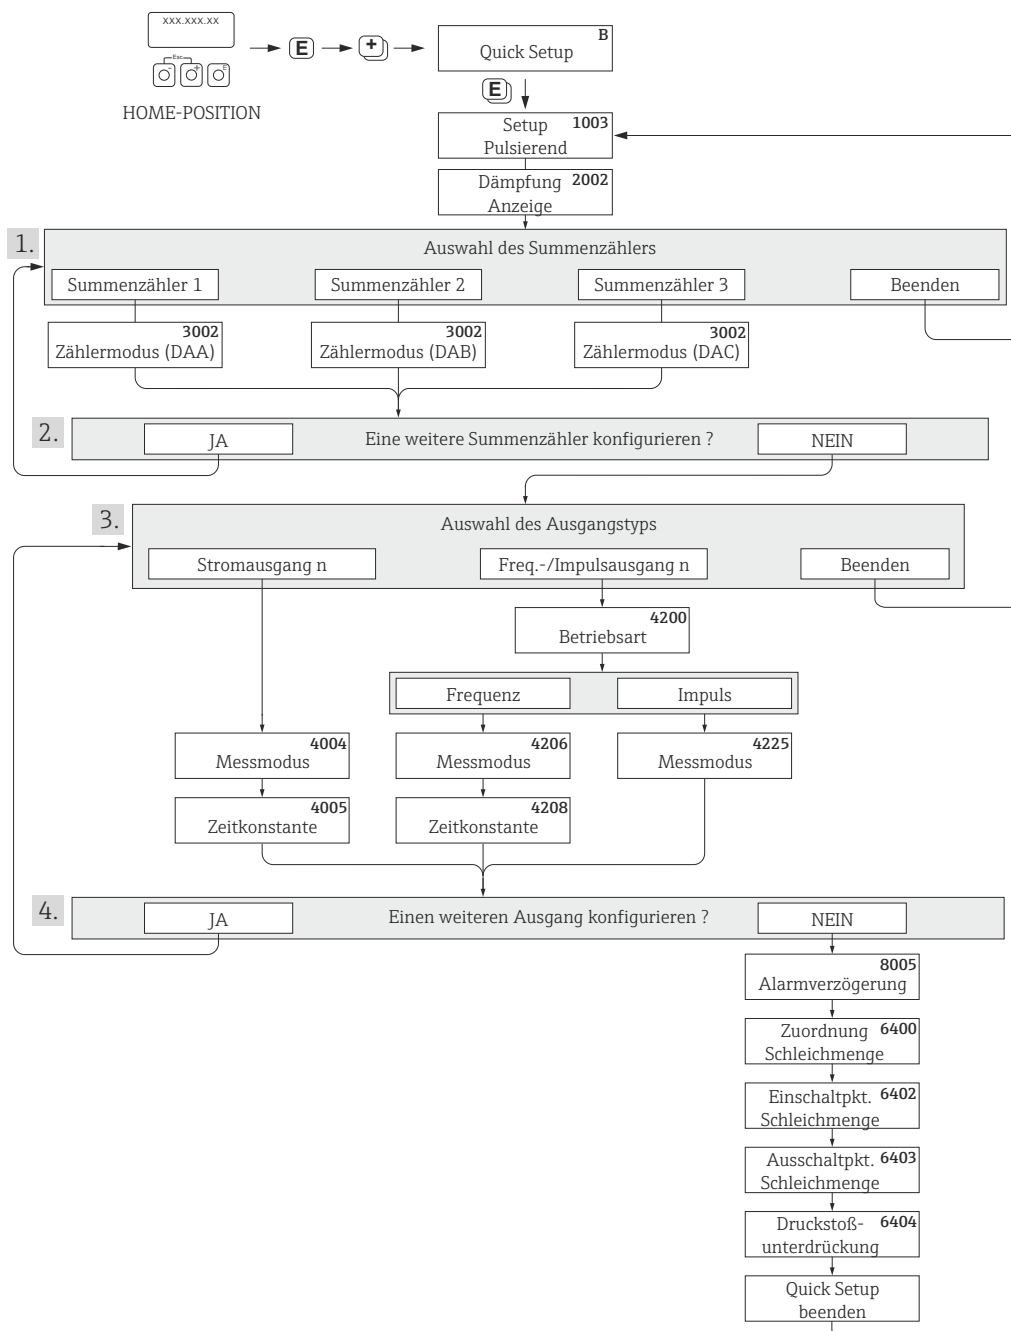 xxx.xxx.xx
Esc
- + E
HOME-POSITION
E
+
B
Quick Setup
E
Setup 1003
Pulsierend
Dämpfung 2002
Anzeige
1.
Auswahl des Summenzählers
Summenzähler 1
Summenzähler 2
Summenzähler 3
Beenden
3002
Zählermodus (DAA)
3002
Zählermodus (DAB)
3002
Zählermodus (DAC)
2.
JA
Eine weitere Summenzähler konfigurieren ?
NEIN
3.
Auswahl des Ausgangstyps
Stromausgang n
Freq.-/Impulsausgang n
Beenden
4200
Betriebsart
Frequenz
Impuls
4004
Messmodus
4206
Messmodus
4225
Messmodus
4005
Zeitkonstante
4208
Zeitkonstante
4.
JA
Einen weiteren Ausgang konfigurieren ?
NEIN
8005
Alarmverzögerung
Zuordnung 6400
Schleichmenge
Einschaltpkt. 6402
Schleichmenge
Ausschaltpkt. 6403
Schleichmenge
Druckstoß- 6404
unterdrückung
Quick Setup
beenden